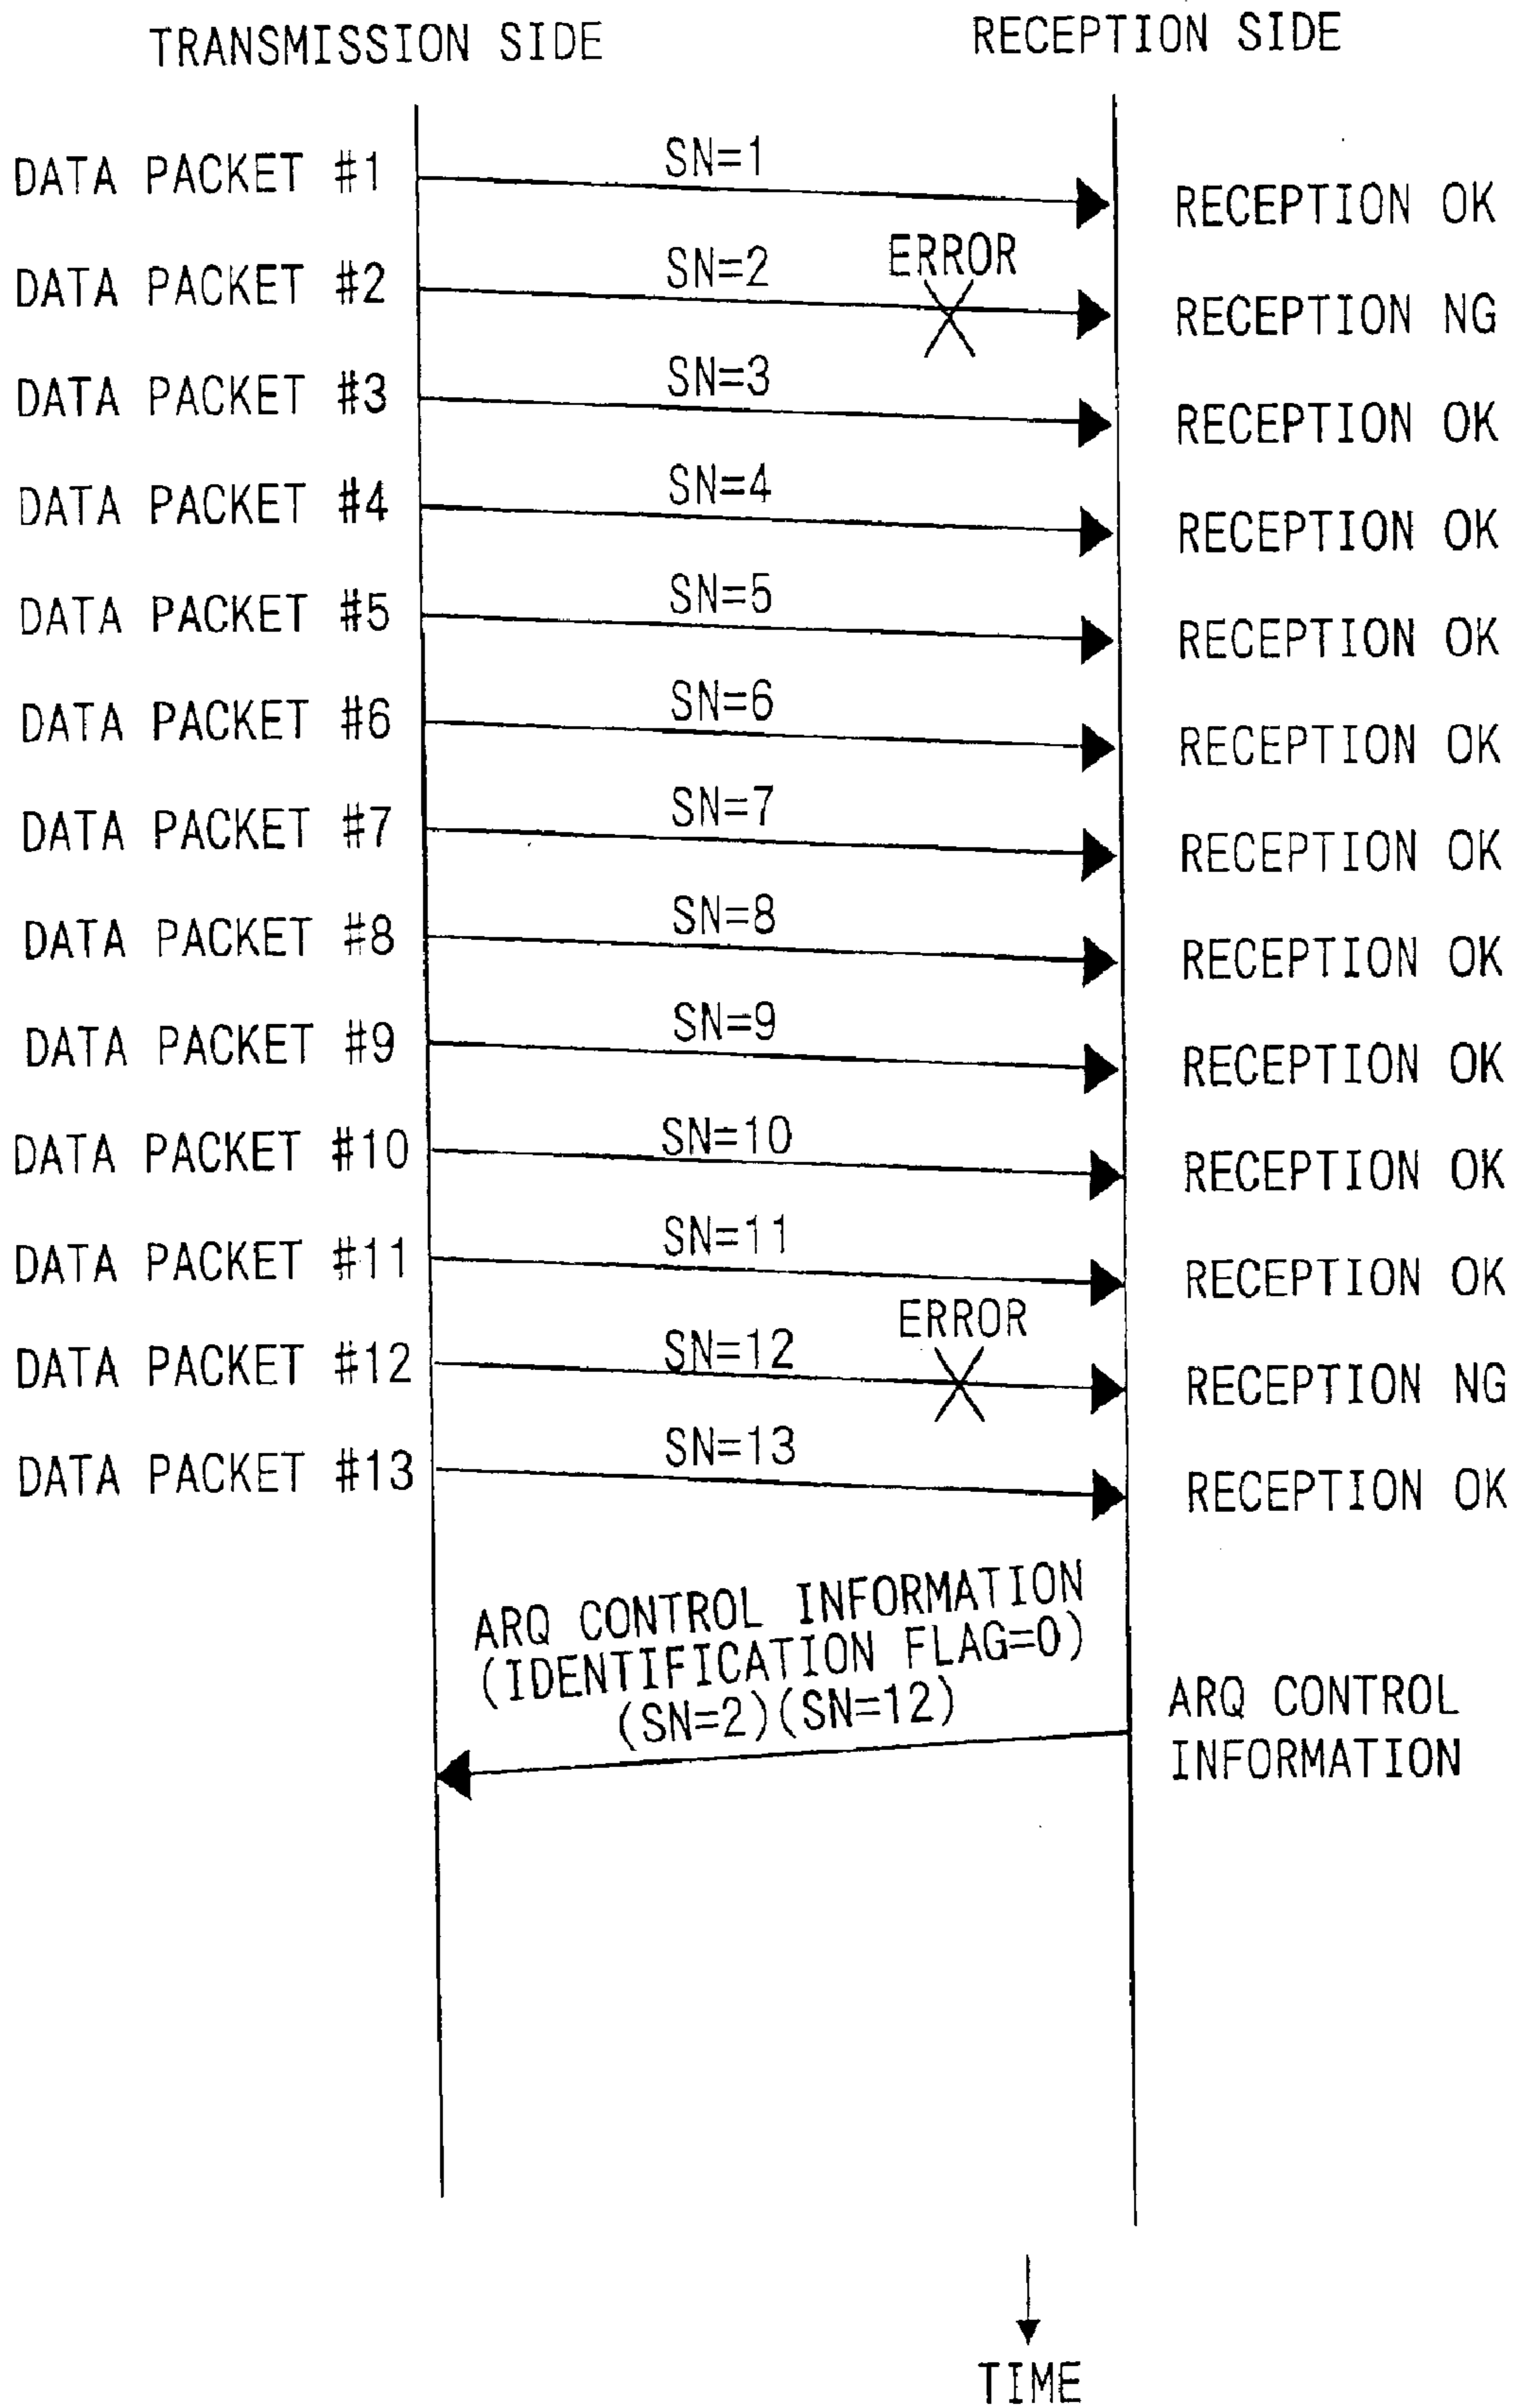 TRANSMISSION SIDE RECEPTION SIDE
DATA PACKET #1 SN=1 RECEPTION OK
ERROR
DATA PACKET #2 SN=2 RECEPTION NG
DATA PACKET #3 SN=3 RECEPTION OK
DATA PACKET #4 SN=4 RECEPTION OK
DATA PACKET #5 SN=5 RECEPTION OK
DATA PACKET #6 SN=6 RECEPTION OK
DATA PACKET #7 SN=7 RECEPTION OK
DATA PACKET #8 SN=8 RECEPTION OK
DATA PACKET #9 SN=9 RECEPTION OK
DATA PACKET #10 SN=10 RECEPTION OK
DATA PACKET #11 SN=11 RECEPTION OK
ERROR
DATA PACKET #12 SN=12 RECEPTION NG
DATA PACKET #13 SN=13 RECEPTION OK
ARQ CONTROL INFORMATION
(IDENTIFICATION FLAG=0)
(SN=2)(SN=12)
ARQ CONTROL
INFORMATION
TIME